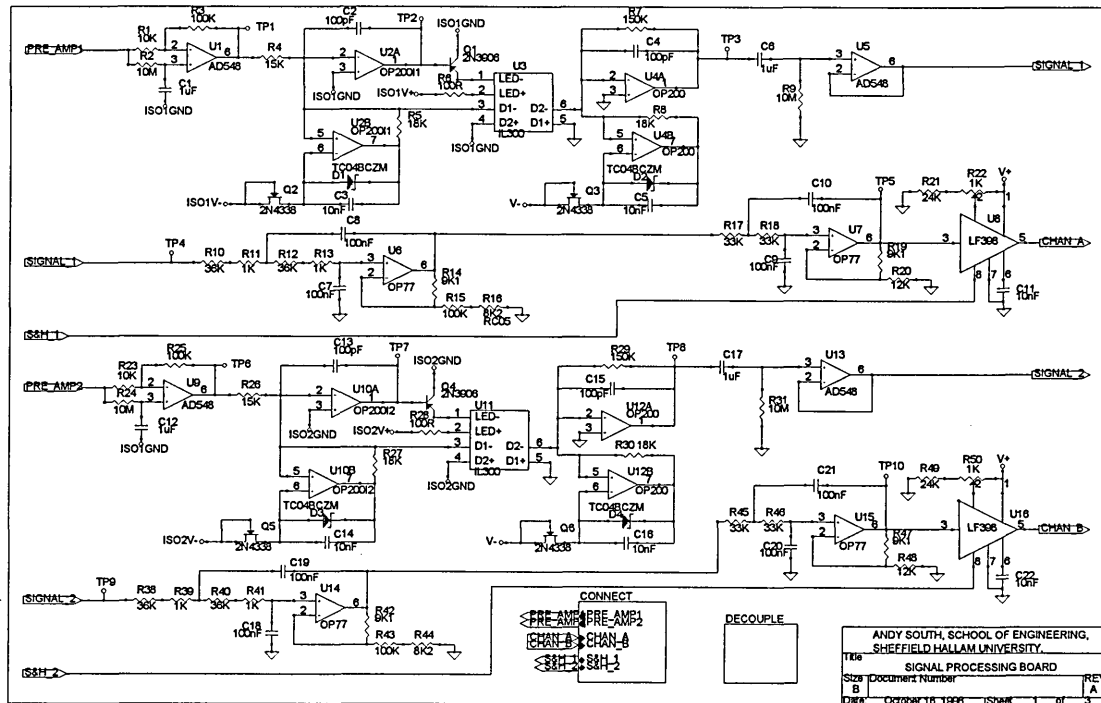 PRE_AMP1
R1
10K
R2
10M
R3
100K
TP1
U1
AD548
C1
1uF
ISO1GND
R4
15K
C2
100pF
TP2
ISO1GND
U2A
OP200I1
Q1
2N3906
R6
100R
ISO1V+
ISO1GND
U3
LED-
LED+
D1-
D2+
D2-
D1+
IL300
ISO1GND
U2B
OP200I1
R5
18K
TC04BCZM
D1
C3
10nF
Q2
2N4338
ISO1V-
R7
150K
C4
100pF
U4A
OP200
R8
18K
U4B
OP200
TC04BCZM
D2
C5
10nF
Q3
2N4338
V-
TP3
C6
1uF
R9
10M
U5
AD548
SIGNAL_1
SIGNAL_1
TP4
R10
36K
R11
1K
R12
36K
R13
1K
C8
100nF
C7
100nF
U6
OP77
R14
9K1
R15
100K
R16
8K2
RC05
R17
33K
R18
33K
C10
100nF
C9
100nF
TP5
U7
OP77
R19
9K1
R20
12K
R21
24K
R22
1K
V+
U8
LF398
CHAN_A
C11
10nF
S&H_1
PRE_AMP2
R23
10K
R24
10M
R25
100K
TP6
U9
AD548
C12
1uF
ISO1GND
R26
15K
C13
100pF
TP7
ISO2GND
U10A
OP200I2
Q4
2N3906
R28
100R
ISO2V+
ISO2GND
U11
LED-
LED+
D1-
D2+
D2-
D1+
IL300
ISO2GND
U10B
OP200I2
R27
18K
TC04BCZM
D3
C14
10nF
Q5
2N4338
ISO2V-
R29
150K
C15
100pF
U12A
OP200
R30 18K
U12B
OP200
TC04BCZM
D4
C16
10nF
Q6
2N4338
V-
TP8
C17
1uF
R31
10M
U13
AD548
SIGNAL_2
SIGNAL_2
TP9
R38
36K
R39
1K
R40
36K
R41
1K
C19
100nF
C18
100nF
U14
OP77
R42
9K1
R43
100K
R44
8K2
R45
33K
R46
33K
C21
100nF
C20
100nF
TP10
U15
OP77
R47
9K1
R48
12K
R49
24K
R50
1K
V+
U16
LF398
CHAN_B
C22
10nF
S&H_2
CONNECT
PRE_AMP1 PRE_AMP1
PRE_AMP2 PRE_AMP2
CHAN_A CHAN_A
CHAN_B CHAN_B
S&H_1 S&H_1
S&H_2 S&H_2
DECOUPLE
ANDY SOUTH, SCHOOL OF ENGINEERING,
SHEFFIELD HALLAM UNIVERSITY.
Title
SIGNAL PROCESSING BOARD
Size Document Number REV
B A
Date: October 16, 1996 Sheet 1 of 3